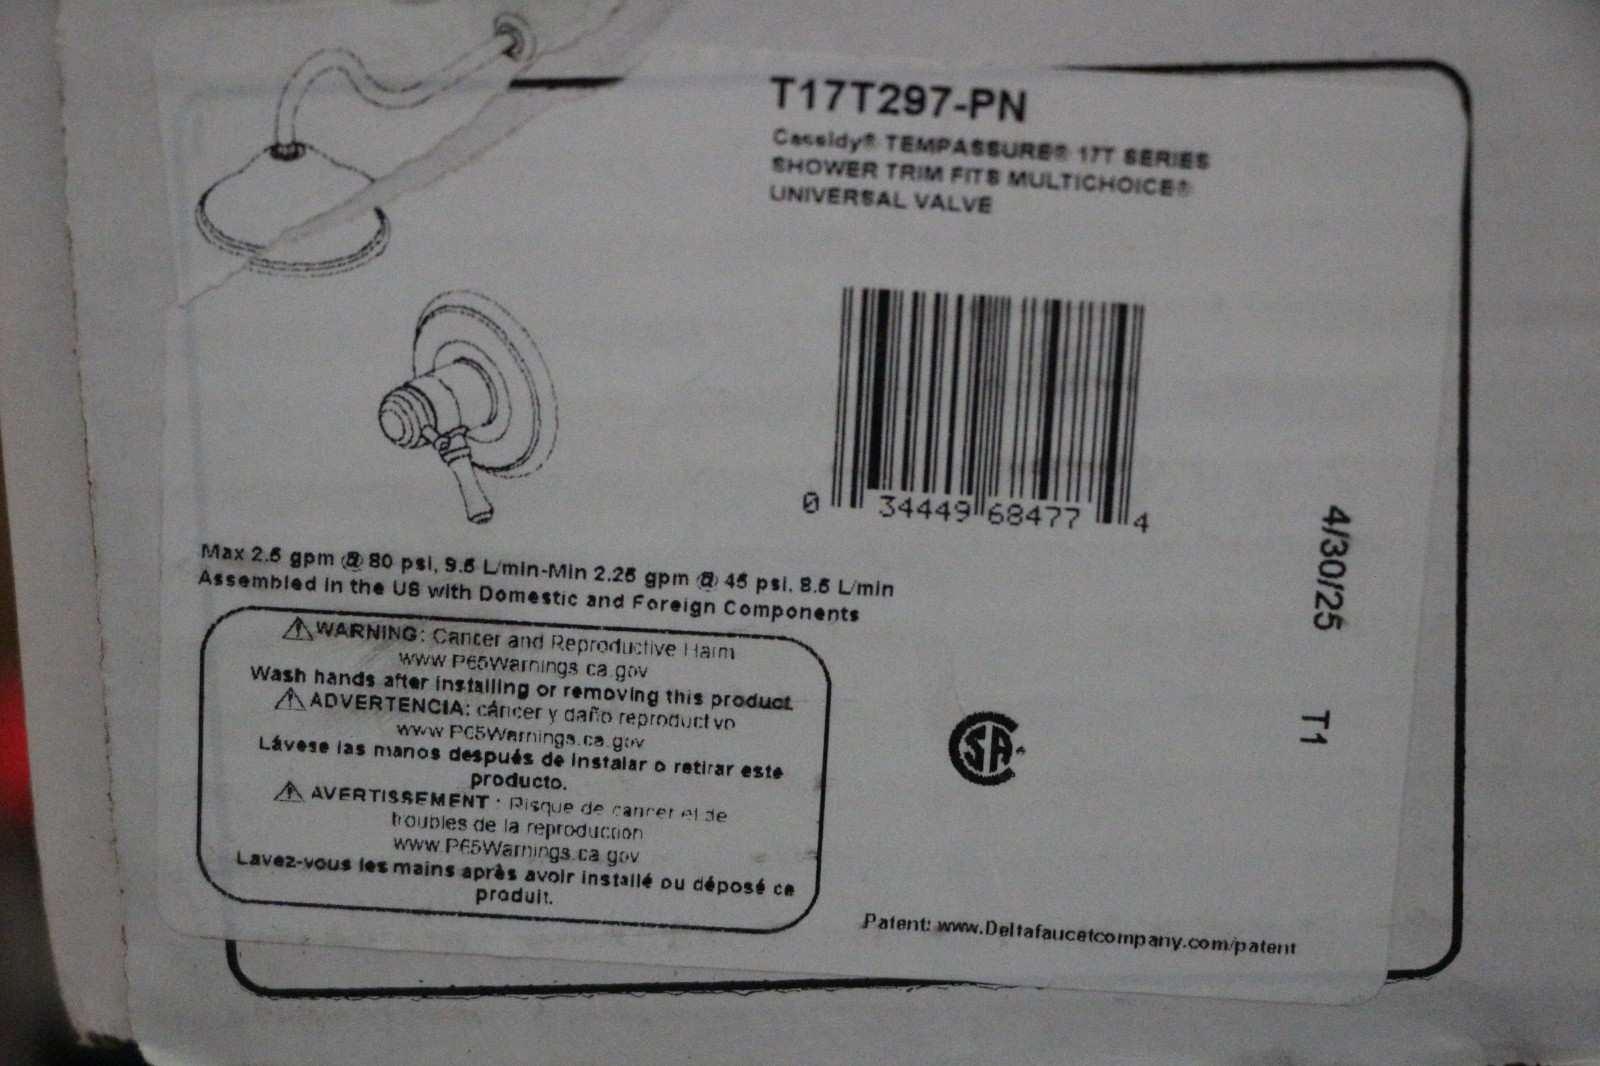 T17T297-PN
Cassidy® TEMPASSURE® 17T SERIES
SHOWER TRIM FITS MULTICHOICE®
UNIVERSAL VALVE
0 34449 68477 4
Max 2.5 gpm @ 80 psi, 9.5 L/min-Min 2.25 gpm @ 45 psi, 8.5 L/min
Assembled in the US with Domestic and Foreign Components
⚠WARNING: Cancer and Reproductive Harm
www.P65Warnings.ca.gov
Wash hands after installing or removing this product.
⚠ADVERTENCIA: cáncer y daño reproductivo
www.P65Warnings.ca.gov
Lávese las manos después de instalar o retirar este
producto.
⚠ AVERTISSEMENT : Risque de cancer et de
troubles de la reproduction
www.P65Warnings.ca.gov
Lavez-vous les mains après avoir installé ou déposé ce
produit.
SA®
4/30/25 T1
Patent: www.Deltafaucetcompany.com/patent